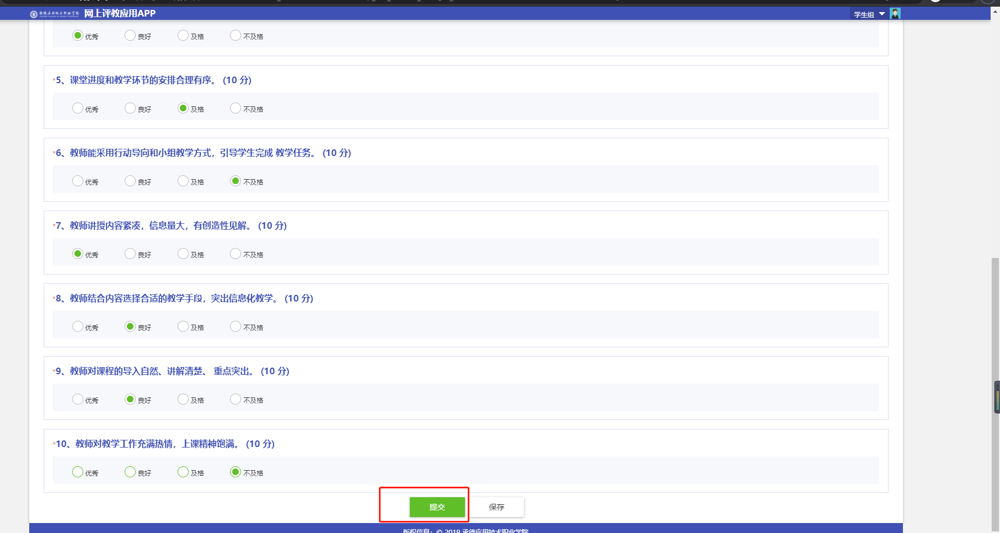 承德应用技术职业学院 网上评教应用APP 学生组
优秀 良好 及格 不及格
*5、课堂进度和教学环节的安排合理有序。 (10 分)
优秀 良好 及格 不及格
*6、教师能采用行动导向和小组教学方式，引导学生完成 教学任务。 (10 分)
优秀 良好 及格 不及格
*7、教师讲授内容紧凑，信息量大，有创造性见解。 (10 分)
优秀 良好 及格 不及格
*8、教师结合内容选择合适的教学手段，突出信息化教学。 (10 分)
优秀 良好 及格 不及格
*9、教师对课程的导入自然、讲解清楚、 重点突出。 (10 分)
优秀 良好 及格 不及格
*10、教师对教学工作充满热情，上课精神饱满。 (10 分)
优秀 良好 及格 不及格
提交 保存
版权信息：© 2019 承德应用技术职业学院